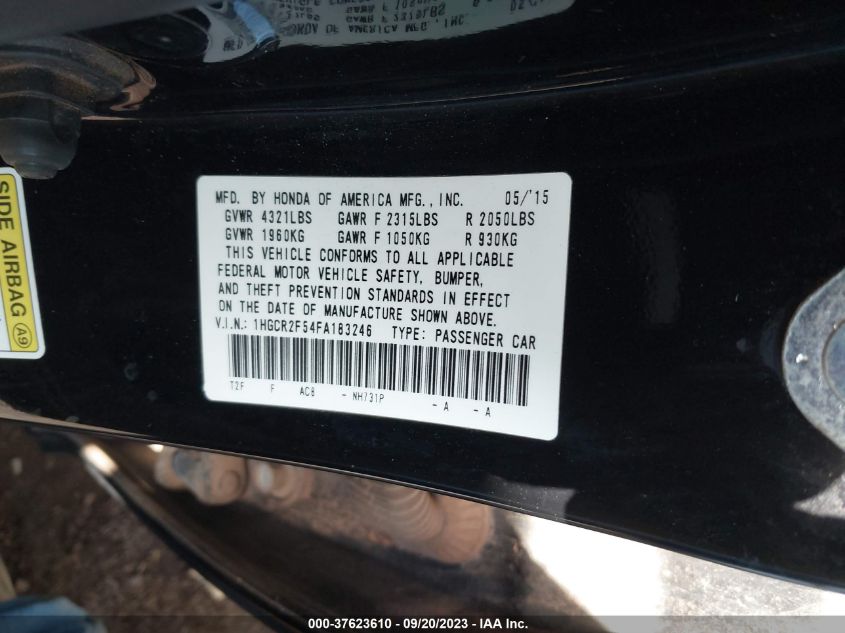 MFD. BY HONDA OF AMERICA MFG., INC. 05/'15
GVWR 4321LBS GAWR F 2315LBS R 2050LBS
GVWR 1960KG GAWR F 1050KG R 930KG
THIS VEHICLE CONFORMS TO ALL APPLICABLE
FEDERAL MOTOR VEHICLE SAFETY, BUMPER,
AND THEFT PREVENTION STANDARDS IN EFFECT
ON THE DATE OF MANUFACTURE SHOWN ABOVE.
V.I.N.: 1HGCR2F54FA183246 TYPE: PASSENGER CAR
T2F F AC8 - NH731P - A - A
SIDE AIRBAG A9
000-37623610 - 09/20/2023 - IAA Inc.